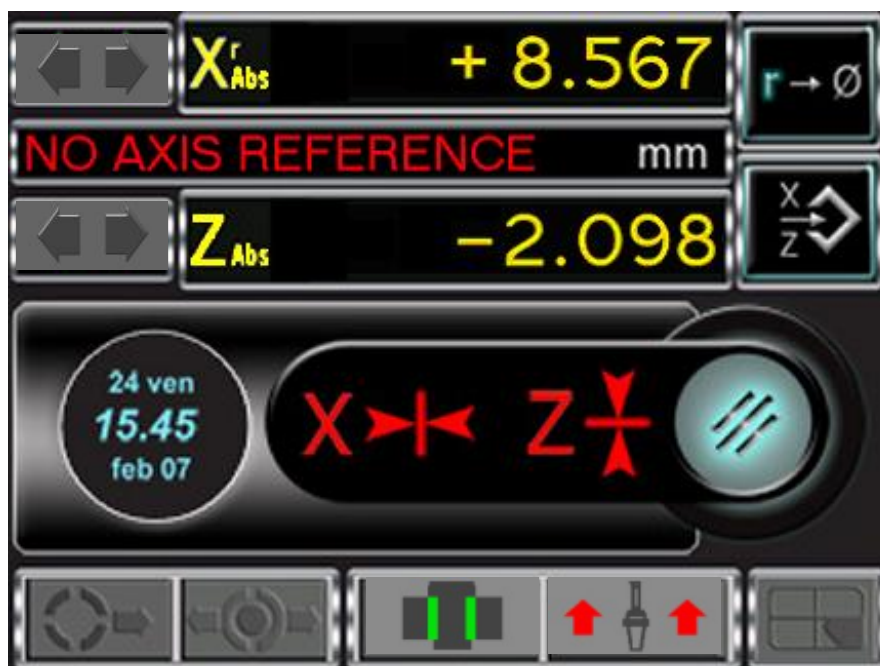 X r Abs + 8.567
r→Ø
NO AXIS REFERENCE mm
Z Abs -2.098
X
Z
24 ven
15.45
feb 07
X Z